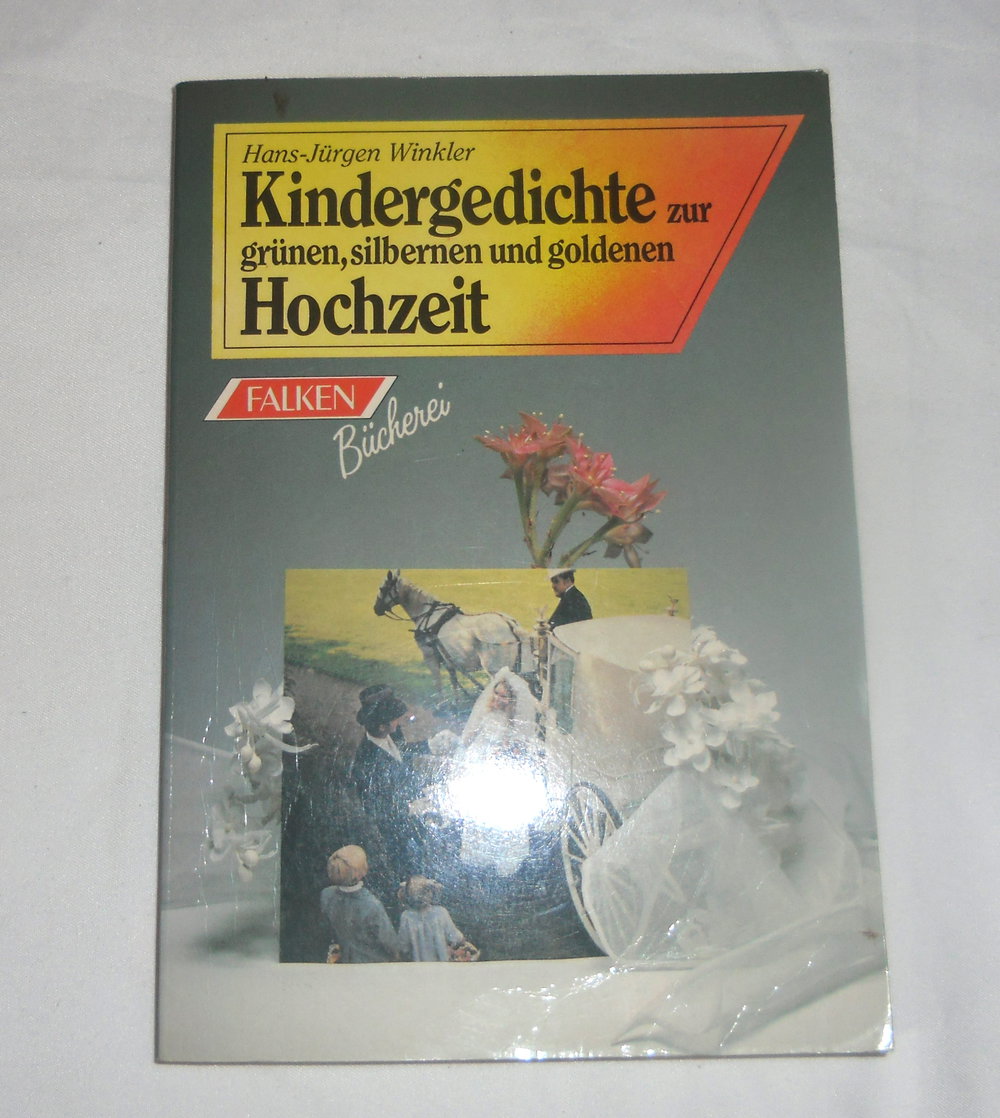 Hans-Jürgen Winkler
Kindergedichte zur
grünen, silbernen und goldenen
Hochzeit
FALKEN
Bücherei